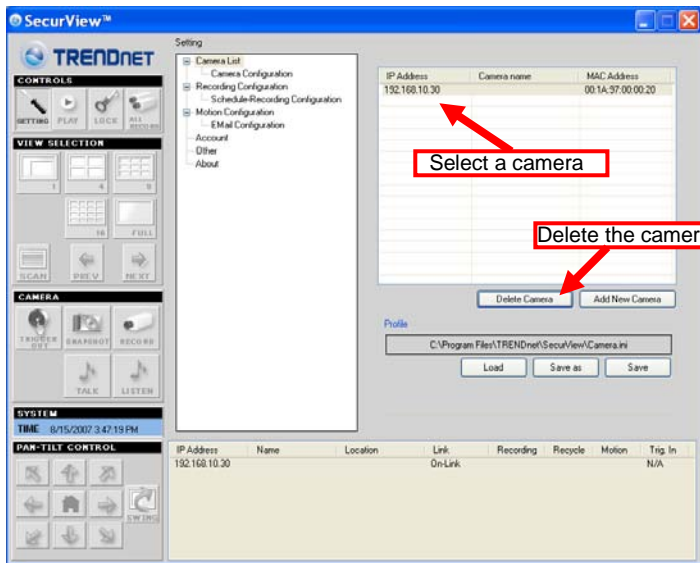 SecurView™
TRENDNET
CONTROLS
SETTING PLAY LOCK ALL RECORD
VIEW SELECTION
1 4 9
16 FULL
SCAN PREV NEXT
CAMERA
TRIGGER OUT SNAPSHOT RECORD
TALK LISTEN
SYSTEM
TIME 8/15/2007 3:47:19 PM
PAN-TILT CONTROL
SWING
Setting
Camera List
Camera Configuration
Recording Configuration
Schedule-Recording Configuration
Motion Configuration
EMail Configuration
Account
Other
About
IP Address Camera name MAC Address
192.168.10.30 00:1A:97:00:00:20
Select a camera
Delete the camer
Delete Camera Add New Camera
Profile
C:\Program Files\TRENDnet\SecurView\Camera.ini
Load Save as Save
IP Address Name Location Link Recording Recycle Motion Trig. In
192.168.10.30 On-Link N/A